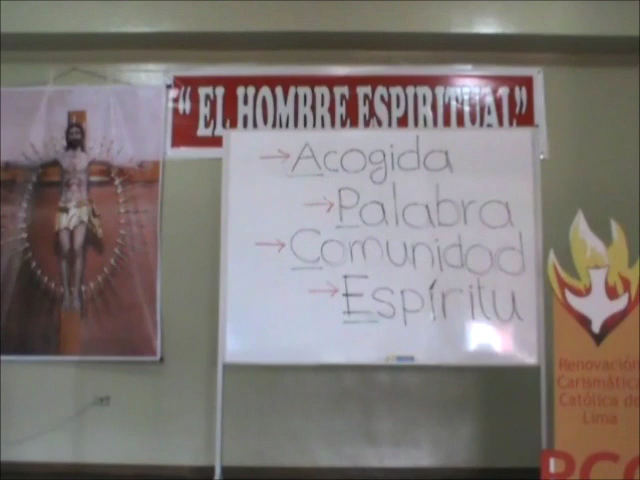 “EL HOMBRE ESPIRITUAL”
→Acogida
→Palabra
→Comunidad
→Espíritu
Renovación
Carismática
Católica de
Lima
RCC